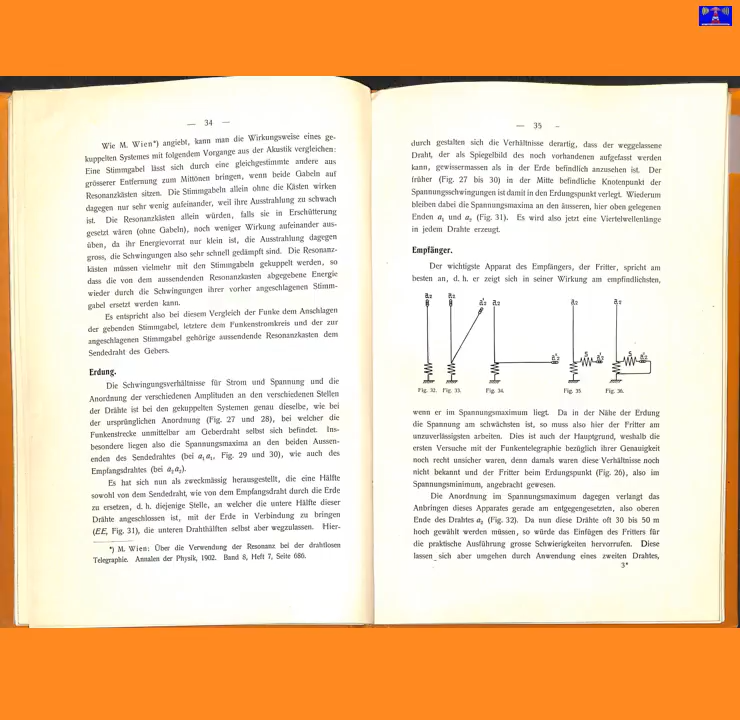 — 34 —
Wie M. Wien*) angiebt, kann man die Wirkungsweise eines ge-
kuppelten Systemes mit folgendem Vorgange aus der Akustik vergleichen:
Eine Stimmgabel lässt sich durch eine gleichgestimmte andere aus
grösserer Entfernung zum Mittönen bringen, wenn beide Gabeln auf
Resonanzkästen sitzen. Die Stimmgabeln allein ohne die Kästen wirken
dagegen nur sehr wenig aufeinander, weil ihre Ausstrahlung zu schwach
ist. Die Resonanzkästen allein würden, falls sie in Erschütterung
gesetzt wären (ohne Gabeln), noch weniger Wirkung aufeinander aus-
üben, da ihr Energievorrat nur klein ist, die Ausstrahlung dagegen
gross, die Schwingungen also sehr schnell gedämpft sind. Die Resonanz-
kästen müssen vielmehr mit den Stimmgabeln gekuppelt werden, so
dass die von dem aussendenden Resonanzkasten abgegebene Energie
wieder durch die Schwingungen ihrer vorher angeschlagenen Stimm-
gabel ersetzt werden kann.
Es entspricht also bei diesem Vergleich der Funke dem Anschlagen
der gebenden Stimmgabel, letztere dem Funkenstromkreis und der zur
angeschlagenen Stimmgabel gehörige aussendende Resonanzkasten dem
Sendedraht des Gebers.
Erdung.
Die Schwingungsverhältnisse für Strom und Spannung und die
Anordnung der verschiedenen Amplituden an den verschiedenen Stellen
der Drähte ist bei den gekuppelten Systemen genau dieselbe, wie bei
der ursprünglichen Anordnung (Fig. 27 und 28), bei welcher die
Funkenstrecke unmittelbar am Geberdraht selbst sich befindet. Ins-
besondere liegen also die Spannungsmaxima an den beiden Aussen-
enden des Sendedrahtes (bei a₁a₁, Fig. 29 und 30), wie auch des
Empfangsdrahtes (bei a₂a₂).
Es hat sich nun als zweckmässig herausgestellt, die eine Hälfte
sowohl von dem Sendedraht, wie von dem Empfangsdraht durch die Erde
zu ersetzen, d. h. diejenige Stelle, an welcher die untere Hälfte dieser
Drähte angeschlossen ist, mit der Erde in Verbindung zu bringen
(EE, Fig. 31), die unteren Drahthälften selbst aber wegzulassen. Hier-
*) M. Wien: Über die Verwendung der Resonanz bei der drahtlosen
Telegraphie. Annalen der Physik, 1902. Band 8, Heft 7, Seite 686.
— 35 –
durch gestalten sich die Verhältnisse derartig, dass der weggelassene
Draht, der als Spiegelbild des noch vorhandenen aufgefasst werden
kann, gewissermassen als in der Erde befindlich anzusehen ist. Der
früher (Fig. 27 bis 30) in der Mitte befindliche Knotenpunkt der
Spannungsschwingungen ist damit in den Erdungspunkt verlegt. Wiederum
bleiben dabei die Spannungsmaxima an den äusseren, hier oben gelegenen
Enden a₁ und a₂ (Fig. 31). Es wird also jetzt eine Viertelwellenlänge
in jedem Drahte erzeugt.
Empfänger.
Der wichtigste Apparat des Empfängers, der Fritter, spricht am
besten an, d. h. er zeigt sich in seiner Wirkung am empfindlichsten,
a₂ a₂ a'₂ a₂ a₂ a₂
a'₂ S a'₂ S a'₂
Fig. 32. Fig. 33. Fig. 34. Fig. 35 Fig. 36.
wenn er im Spannungsmaximum liegt. Da in der Nähe der Erdung
die Spannung am schwächsten ist, so muss also hier der Fritter am
unzuverlässigsten arbeiten. Dies ist auch der Hauptgrund, weshalb die
ersten Versuche mit der Funkentelegraphie bezüglich ihrer Genauigkeit
noch recht unsicher waren, denn damals waren diese Verhältnisse noch
nicht bekannt und der Fritter beim Erdungspunkt (Fig. 26), also im
Spannungsminimum, angebracht gewesen.
Die Anordnung im Spannungsmaximum dagegen verlangt das
Anbringen dieses Apparates gerade am entgegengesetzten, also oberen
Ende des Drahtes a₂ (Fig. 32). Da nun diese Drähte oft 30 bis 50 m
hoch gewählt werden müssen, so würde das Einfügen des Fritters für
die praktische Ausführung grosse Schwierigkeiten hervorrufen. Diese
lassen sich aber umgehen durch Anwendung eines zweiten Drahtes,
3*